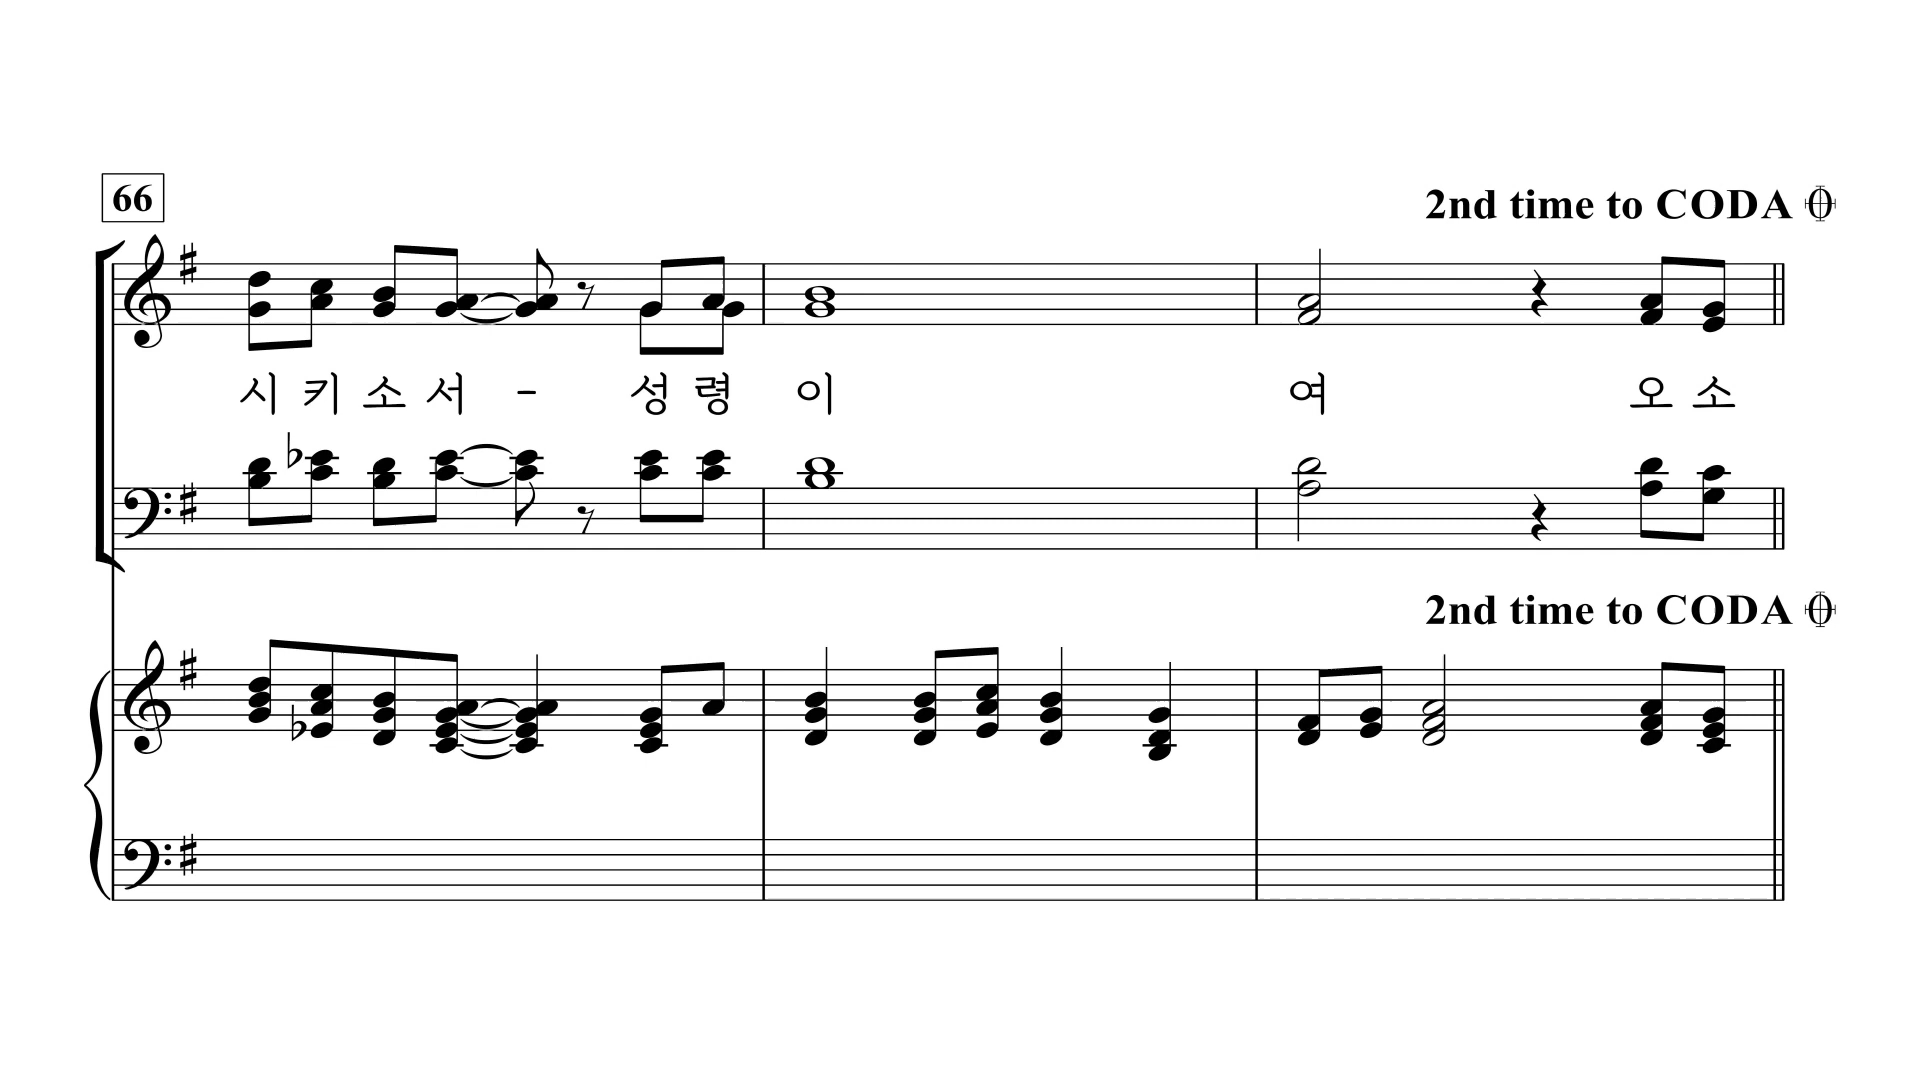 66
2nd time to CODA
시 키 소 서 - 성 령 이 여 오 소
2nd time to CODA